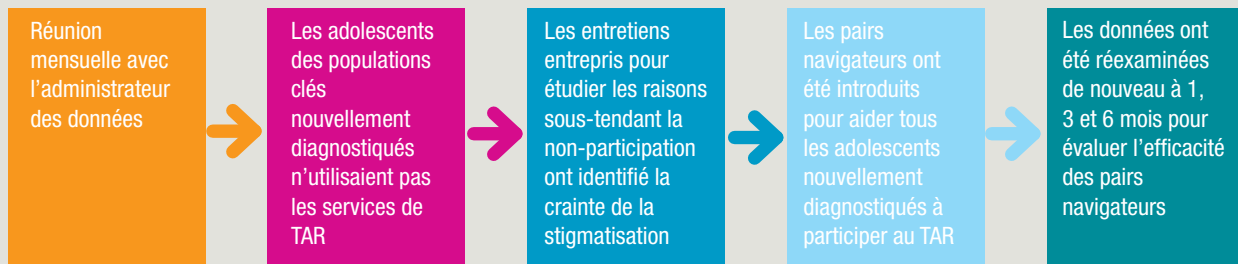 Réunion
mensuelle avec
l’administrateur
des données
Les adolescents
des populations
clés
nouvellement
diagnostiqués
n’utilisaient pas
les services de
TAR
Les entretiens
entrepris pour
étudier les raisons
sous-tendant la
non-participation
ont identifié la
crainte de la
stigmatisation
Les pairs
navigateurs ont
été introduits
pour aider tous
les adolescents
nouvellement
diagnostiqués à
participer au TAR
Les données ont
été réexaminées
de nouveau à 1,
3 et 6 mois pour
évaluer l’efficacité
des pairs
navigateurs